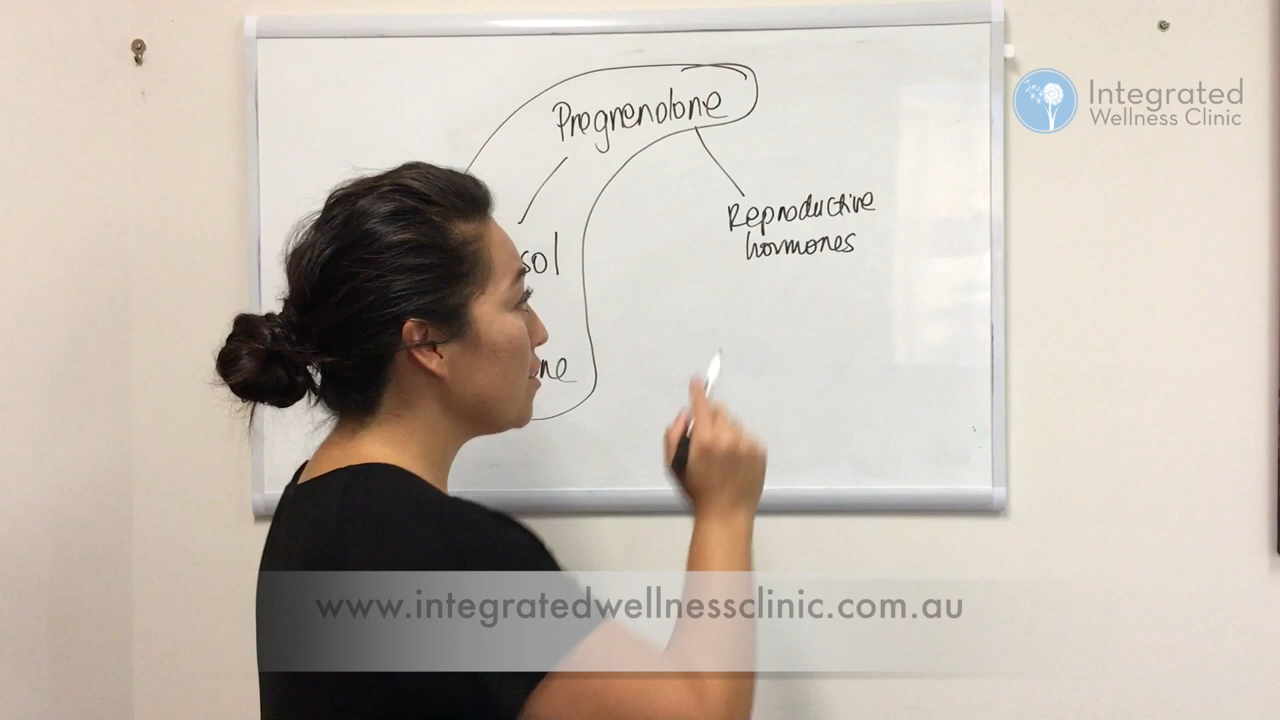 Pregnenolone
Integrated
Wellness Clinic
Reproductive
hormones
sol
ne
www.integratedwellnessclinic.com.au